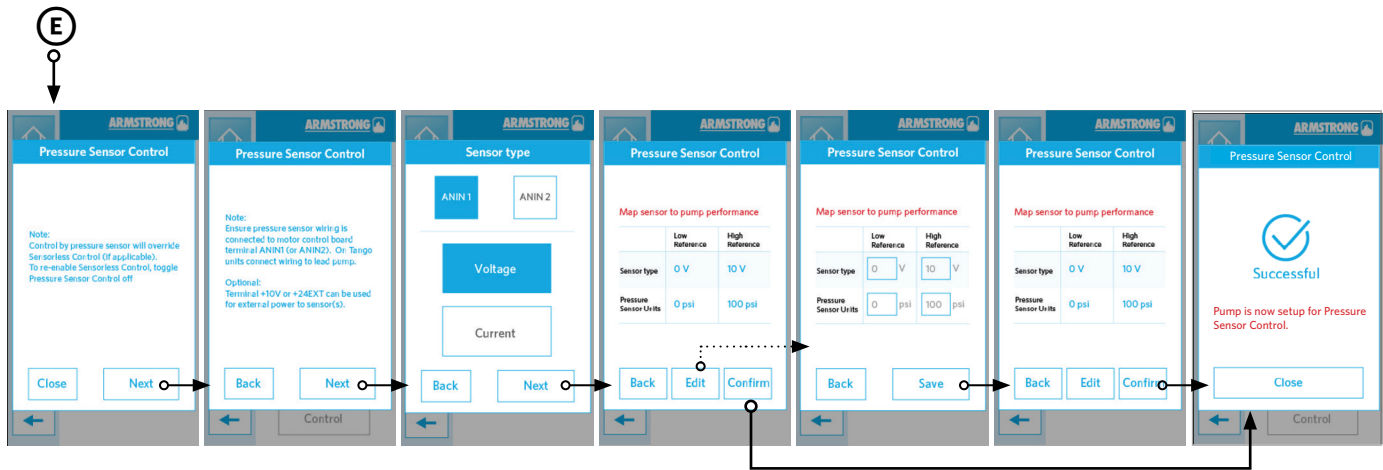 E
ARMSTRONG
Pressure Sensor Control
Note:
Control by pressure sensor will override
Sensorless Control (if applicable).
To re-enable Sensorless Control, toggle
Pressure Sensor Control off
Close
Next
ARMSTRONG
Pressure Sensor Control
Note:
Ensure pressure sensor wiring is
connected to motor control board
terminal ANIN1 (or ANIN2). On Tango
units connect wiring to lead pump.
Optional:
Terminal +10V or +24EXT can be used
for external power to sensor(s).
Back
Next
Control
ARMSTRONG
Sensor type
ANIN 1
ANIN 2
Voltage
Current
Back
Next
ARMSTRONG
Pressure Sensor Control
Map sensor to pump performance
Low
Reference
High
Reference
Sensor type
0 V
10 V
Pressure
Sensor Units
0 psi
100 psi
Back
Edit
Confirm
ARMSTRONG
Pressure Sensor Control
Map sensor to pump performance
Low
Reference
High
Reference
Sensor type
0 V
10 V
Pressure
Sensor Units
0 psi
100 psi
Back
Save
ARMSTRONG
Pressure Sensor Control
Map sensor to pump performance
Low
Reference
High
Reference
Sensor type
0 V
10 V
Pressure
Sensor Units
0 psi
100 psi
Back
Edit
Confirm
ARMSTRONG
Pressure Sensor Control
Successful
Pump is now setup for Pressure
Sensor Control.
Close
Control